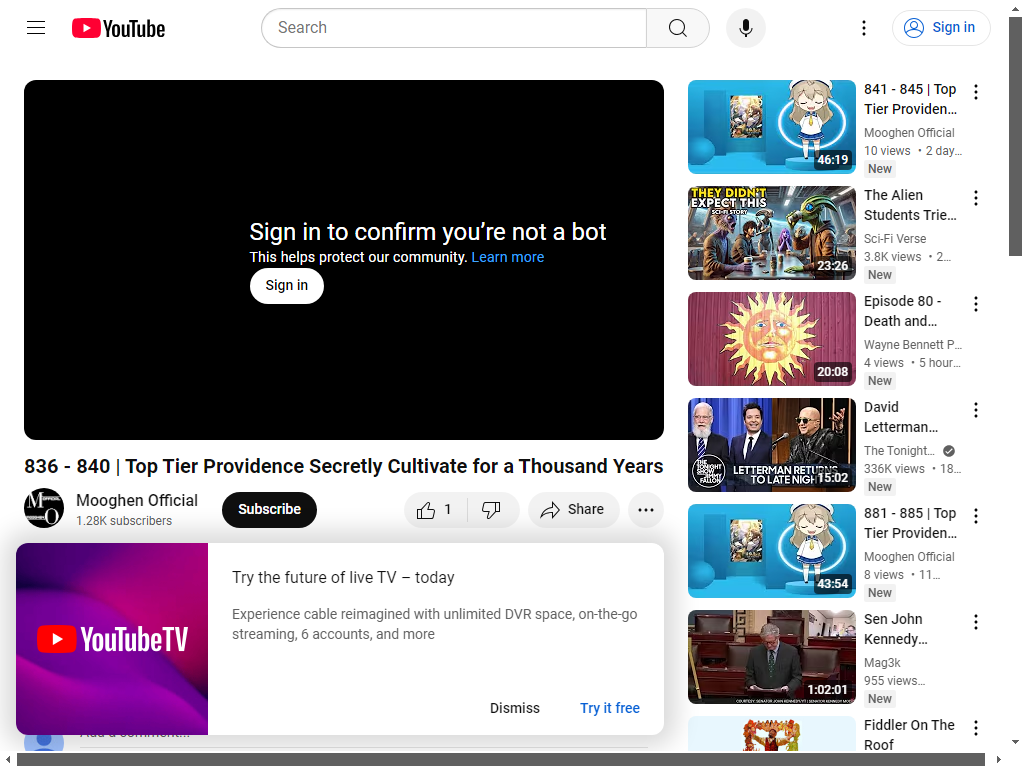 YouTube
Search
Sign in
Sign in to confirm you're not a bot
This helps protect our community. Learn more
Sign in
836 - 840 | Top Tier Providence Secretly Cultivate for a Thousand Years
Mooghen Official
1.28K subscribers
Subscribe
1
Share
YouTubeTV
Try the future of live TV – today
Experience cable reimagined with unlimited DVR space, on-the-go
streaming, 6 accounts, and more
Dismiss
Try it free
Add a comment...
46:19
841 - 845 | Top
Tier Providen...
Mooghen Official
10 views • 2 day...
New
THEY DIDN'T
EXPECT THIS
SCI-FI STORY
23:26
The Alien
Students Trie...
Sci-Fi Verse
3.8K views • 2...
New
20:08
Episode 80 -
Death and...
Wayne Bennett P...
4 views • 5 hour...
New
THE
TONIGHT
SHOW
JIMMY
FALLON
LETTERMAN RETURNS
TO LATE NIGHT
15:02
David
Letterman...
The Tonight...
336K views • 18...
New
43:54
881 - 885 | Top
Tier Providen...
Mooghen Official
8 views • 11...
New
1:02:01
Sen John
Kennedy...
Mag3k
955 views...
New
Fiddler On The
Roof